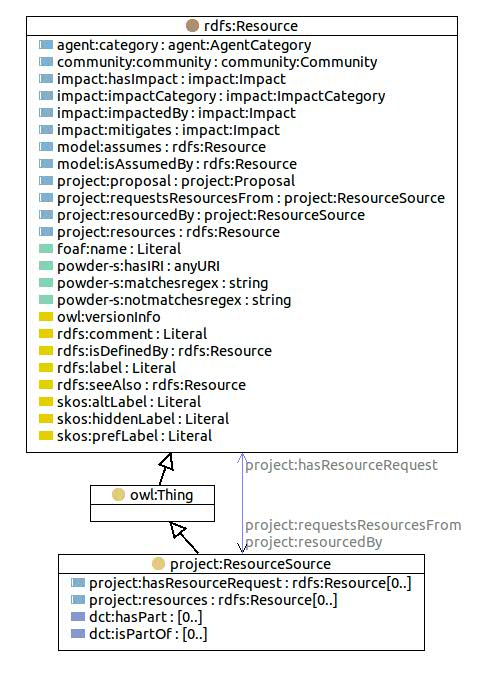 rdfs:Resource
agent:category : agent:AgentCategory
community:community : community:Community
impact:hasImpact : impact:Impact
impact:impactCategory : impact:ImpactCategory
impact:impactedBy : impact:Impact
impact:mitigates : impact:Impact
model:assumes : rdfs:Resource
model:isAssumedBy : rdfs:Resource
project:proposal : project:Proposal
project:requestsResourcesFrom : project:ResourceSource
project:resourcedBy : project:ResourceSource
project:resources : rdfs:Resource
foaf:name : Literal
powder-s:hasIRI : anyURI
powder-s:matchesregex : string
powder-s:notmatchesregex : string
owl:versionInfo
rdfs:comment : Literal
rdfs:isDefinedBy : rdfs:Resource
rdfs:label : Literal
rdfs:seeAlso : rdfs:Resource
skos:altLabel : Literal
skos:hiddenLabel : Literal
skos:prefLabel : Literal
project:hasResourceRequest
owl:Thing
project:requestsResourcesFrom
project:resourcedBy
project:ResourceSource
project:hasResourceRequest : rdfs:Resource[0..]
project:resources : rdfs:Resource[0..]
dct:hasPart : [0..]
dct:isPartOf : [0..]